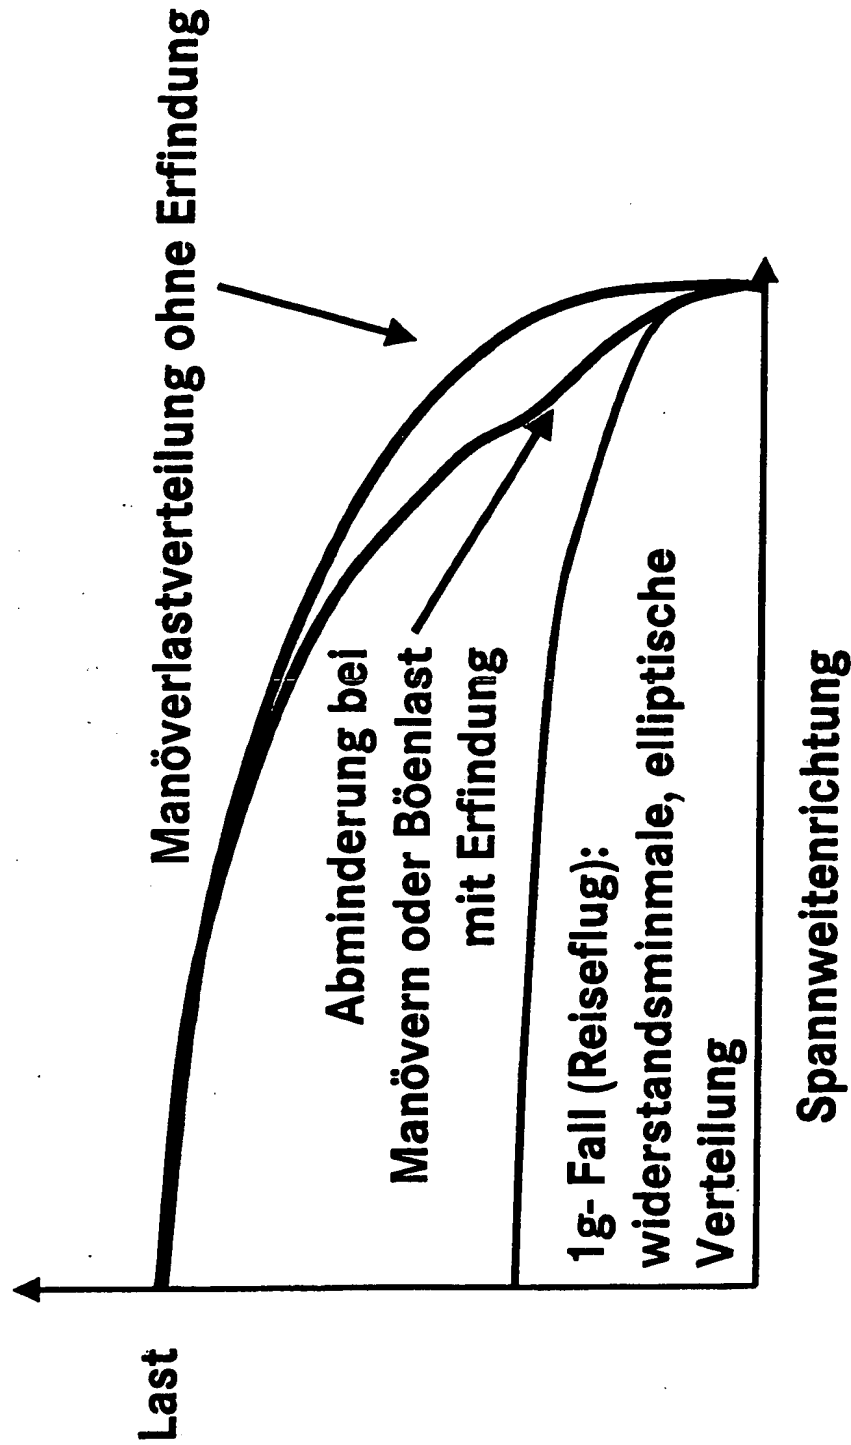 Last
Manöverlastverteilung ohne Erfindung
Abminderung bei
Manövern oder Böenlast
mit Erfindung
1g- Fall (Reiseflug):
widerstandsminmale, elliptische
Verteilung
Spannweitenrichtung